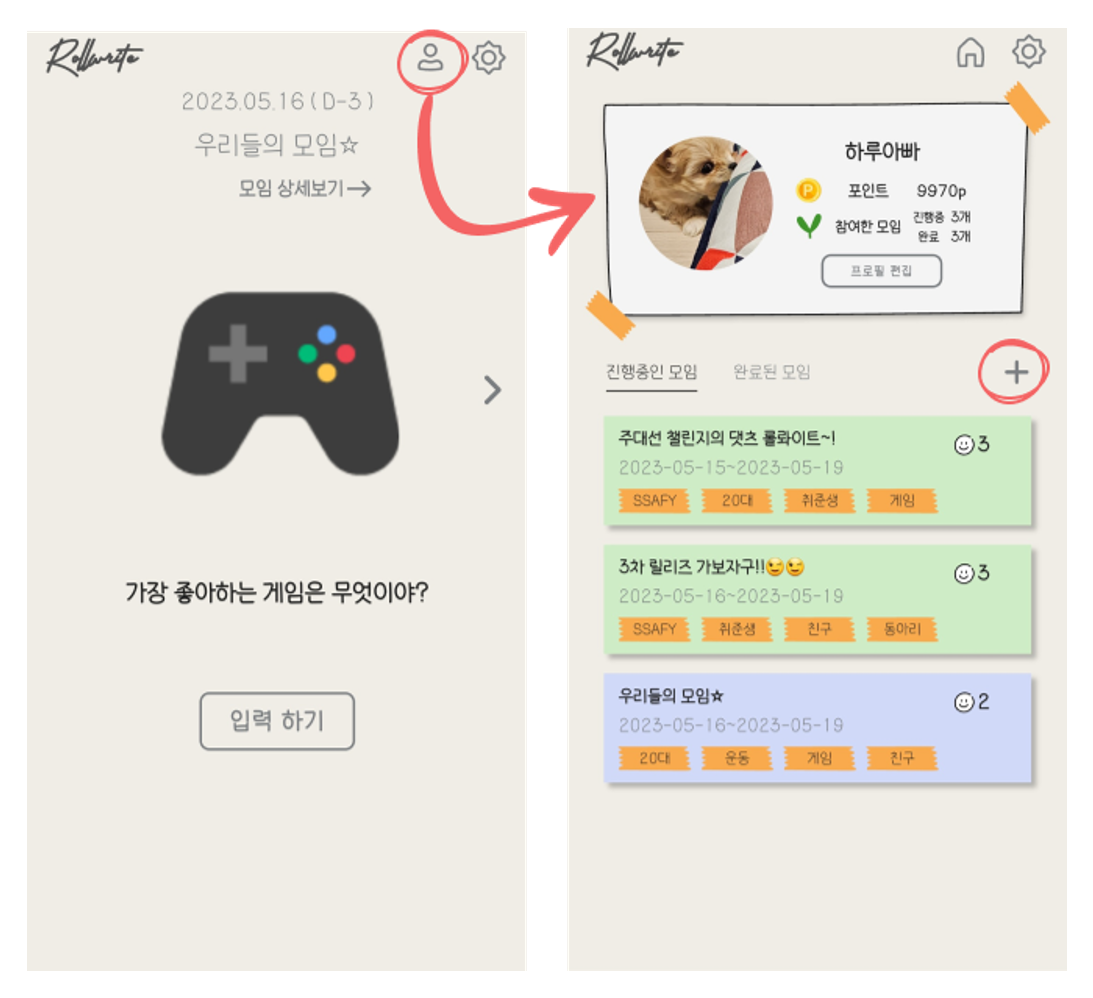 Rollwrite
2023.05.16 ( D-3 )
우리들의 모임☆
모임 상세보기→
가장 좋아하는 게임은 무엇이야?
입력 하기
Rollwrite
하루아빠
P 포인트 9970p
참여한 모임 진행중 3개
완료 3개
프로필 편집
진행중인 모임 완료된 모임 +
주대선 챌린지의 댓츠 롤롸이트~!
3
2023-05-15~2023-05-19
SSAFY 20대 취준생 게임
3차 릴리즈 가보자구!!😉😉
3
2023-05-16~2023-05-19
SSAFY 취준생 친구 동아리
우리들의 모임☆
2
2023-05-16~2023-05-19
20대 운동 게임 친구